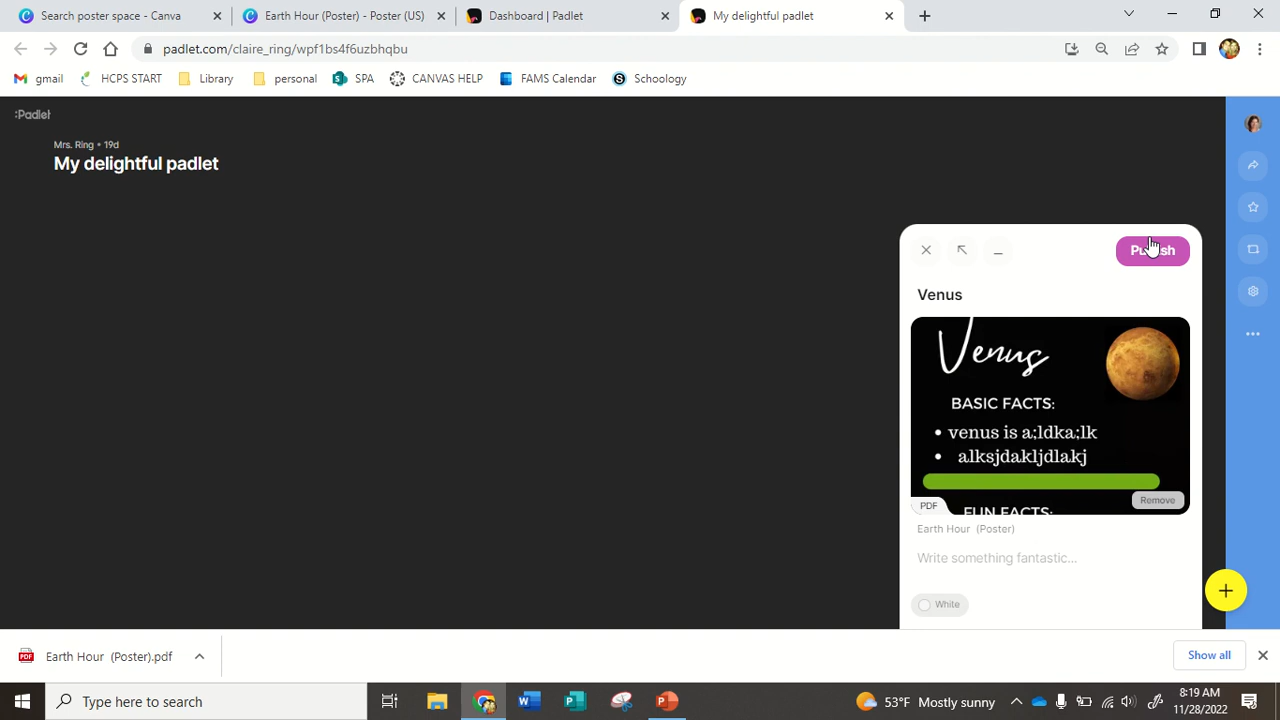 Search poster space - Canva
Earth Hour (Poster) - Poster (US)
Dashboard | Padlet
My delightful padlet
padlet.com/claire_ring/wpf1bs4f6uzbhqbu
gmail
HCPS START
Library
personal
SPA
CANVAS HELP
FAMS Calendar
Schoology
:Padlet
Mrs. Ring • 19d
My delightful padlet
Publish
Venus
Venus
BASIC FACTS:
• venus is a;ldka;lk
• alksjdakljdlakj
FUN FACTS:
PDF
Remove
Earth Hour (Poster)
Write something fantastic...
White
Earth Hour (Poster).pdf
Show all
Type here to search
53°F Mostly sunny
8:19 AM
11/28/2022